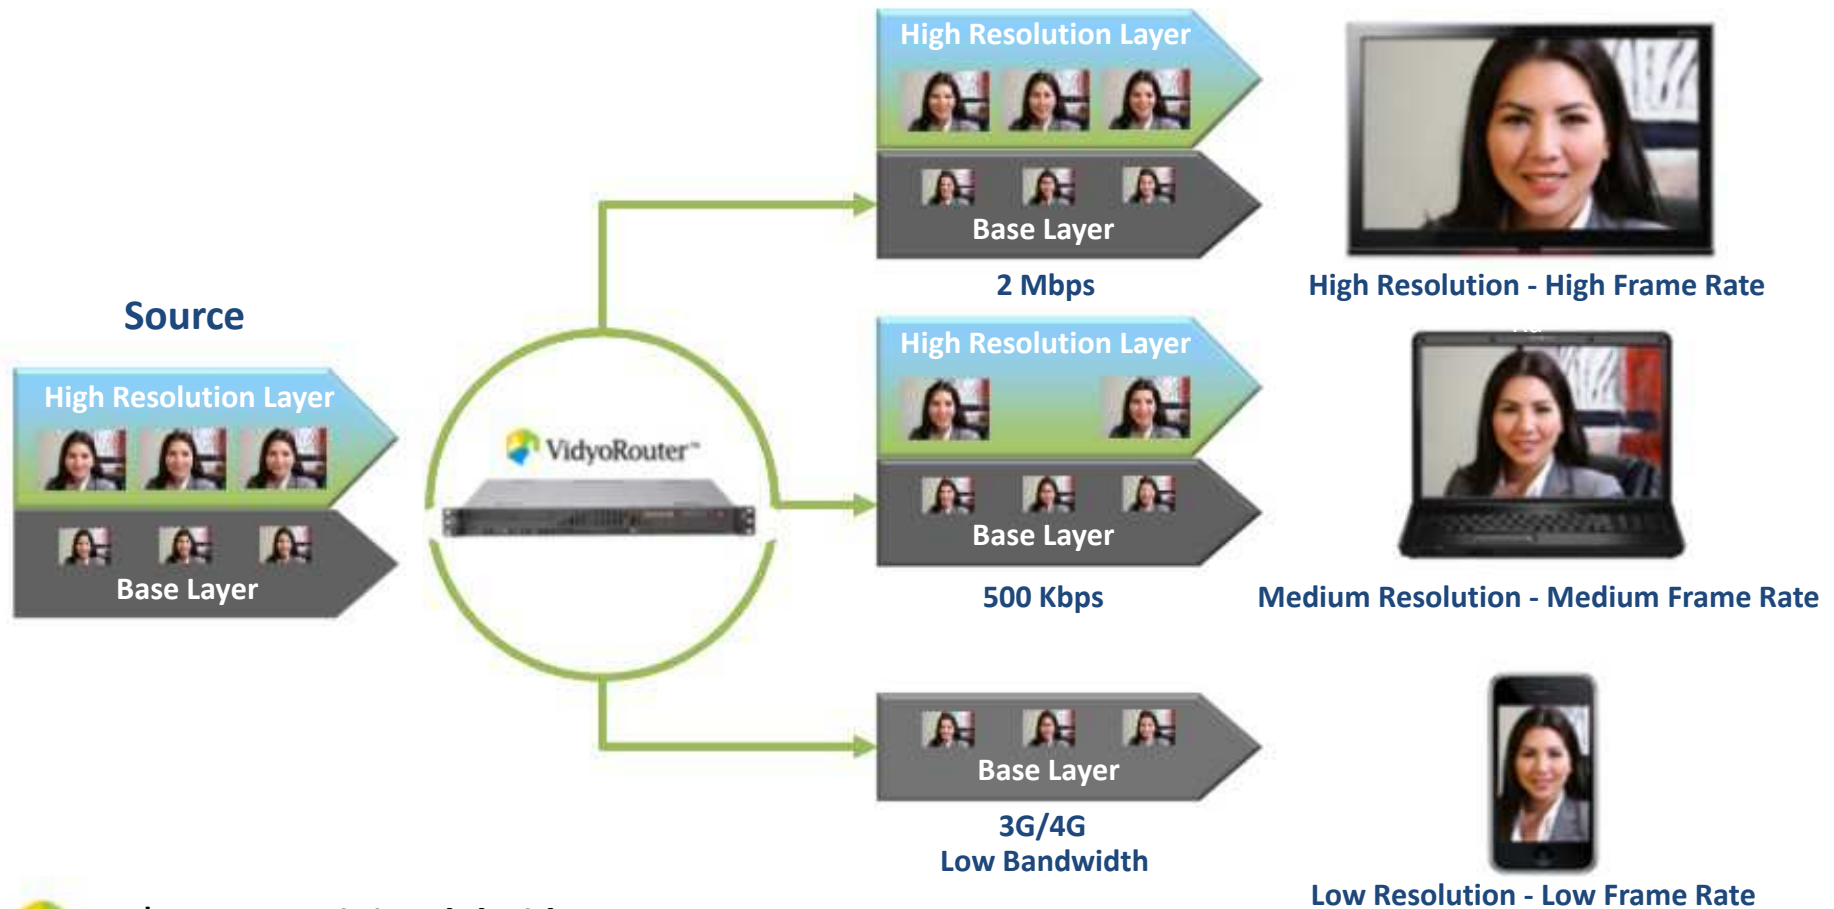 Source
High Resolution Layer
Base Layer
VidyoRouter™
High Resolution Layer
Base Layer
2 Mbps
High Resolution - High Frame Rate
High Resolution Layer
Base Layer
500 Kbps
Medium Resolution - Medium Frame Rate
Base Layer
3G/4G
Low Bandwidth
Low Resolution - Low Frame Rate